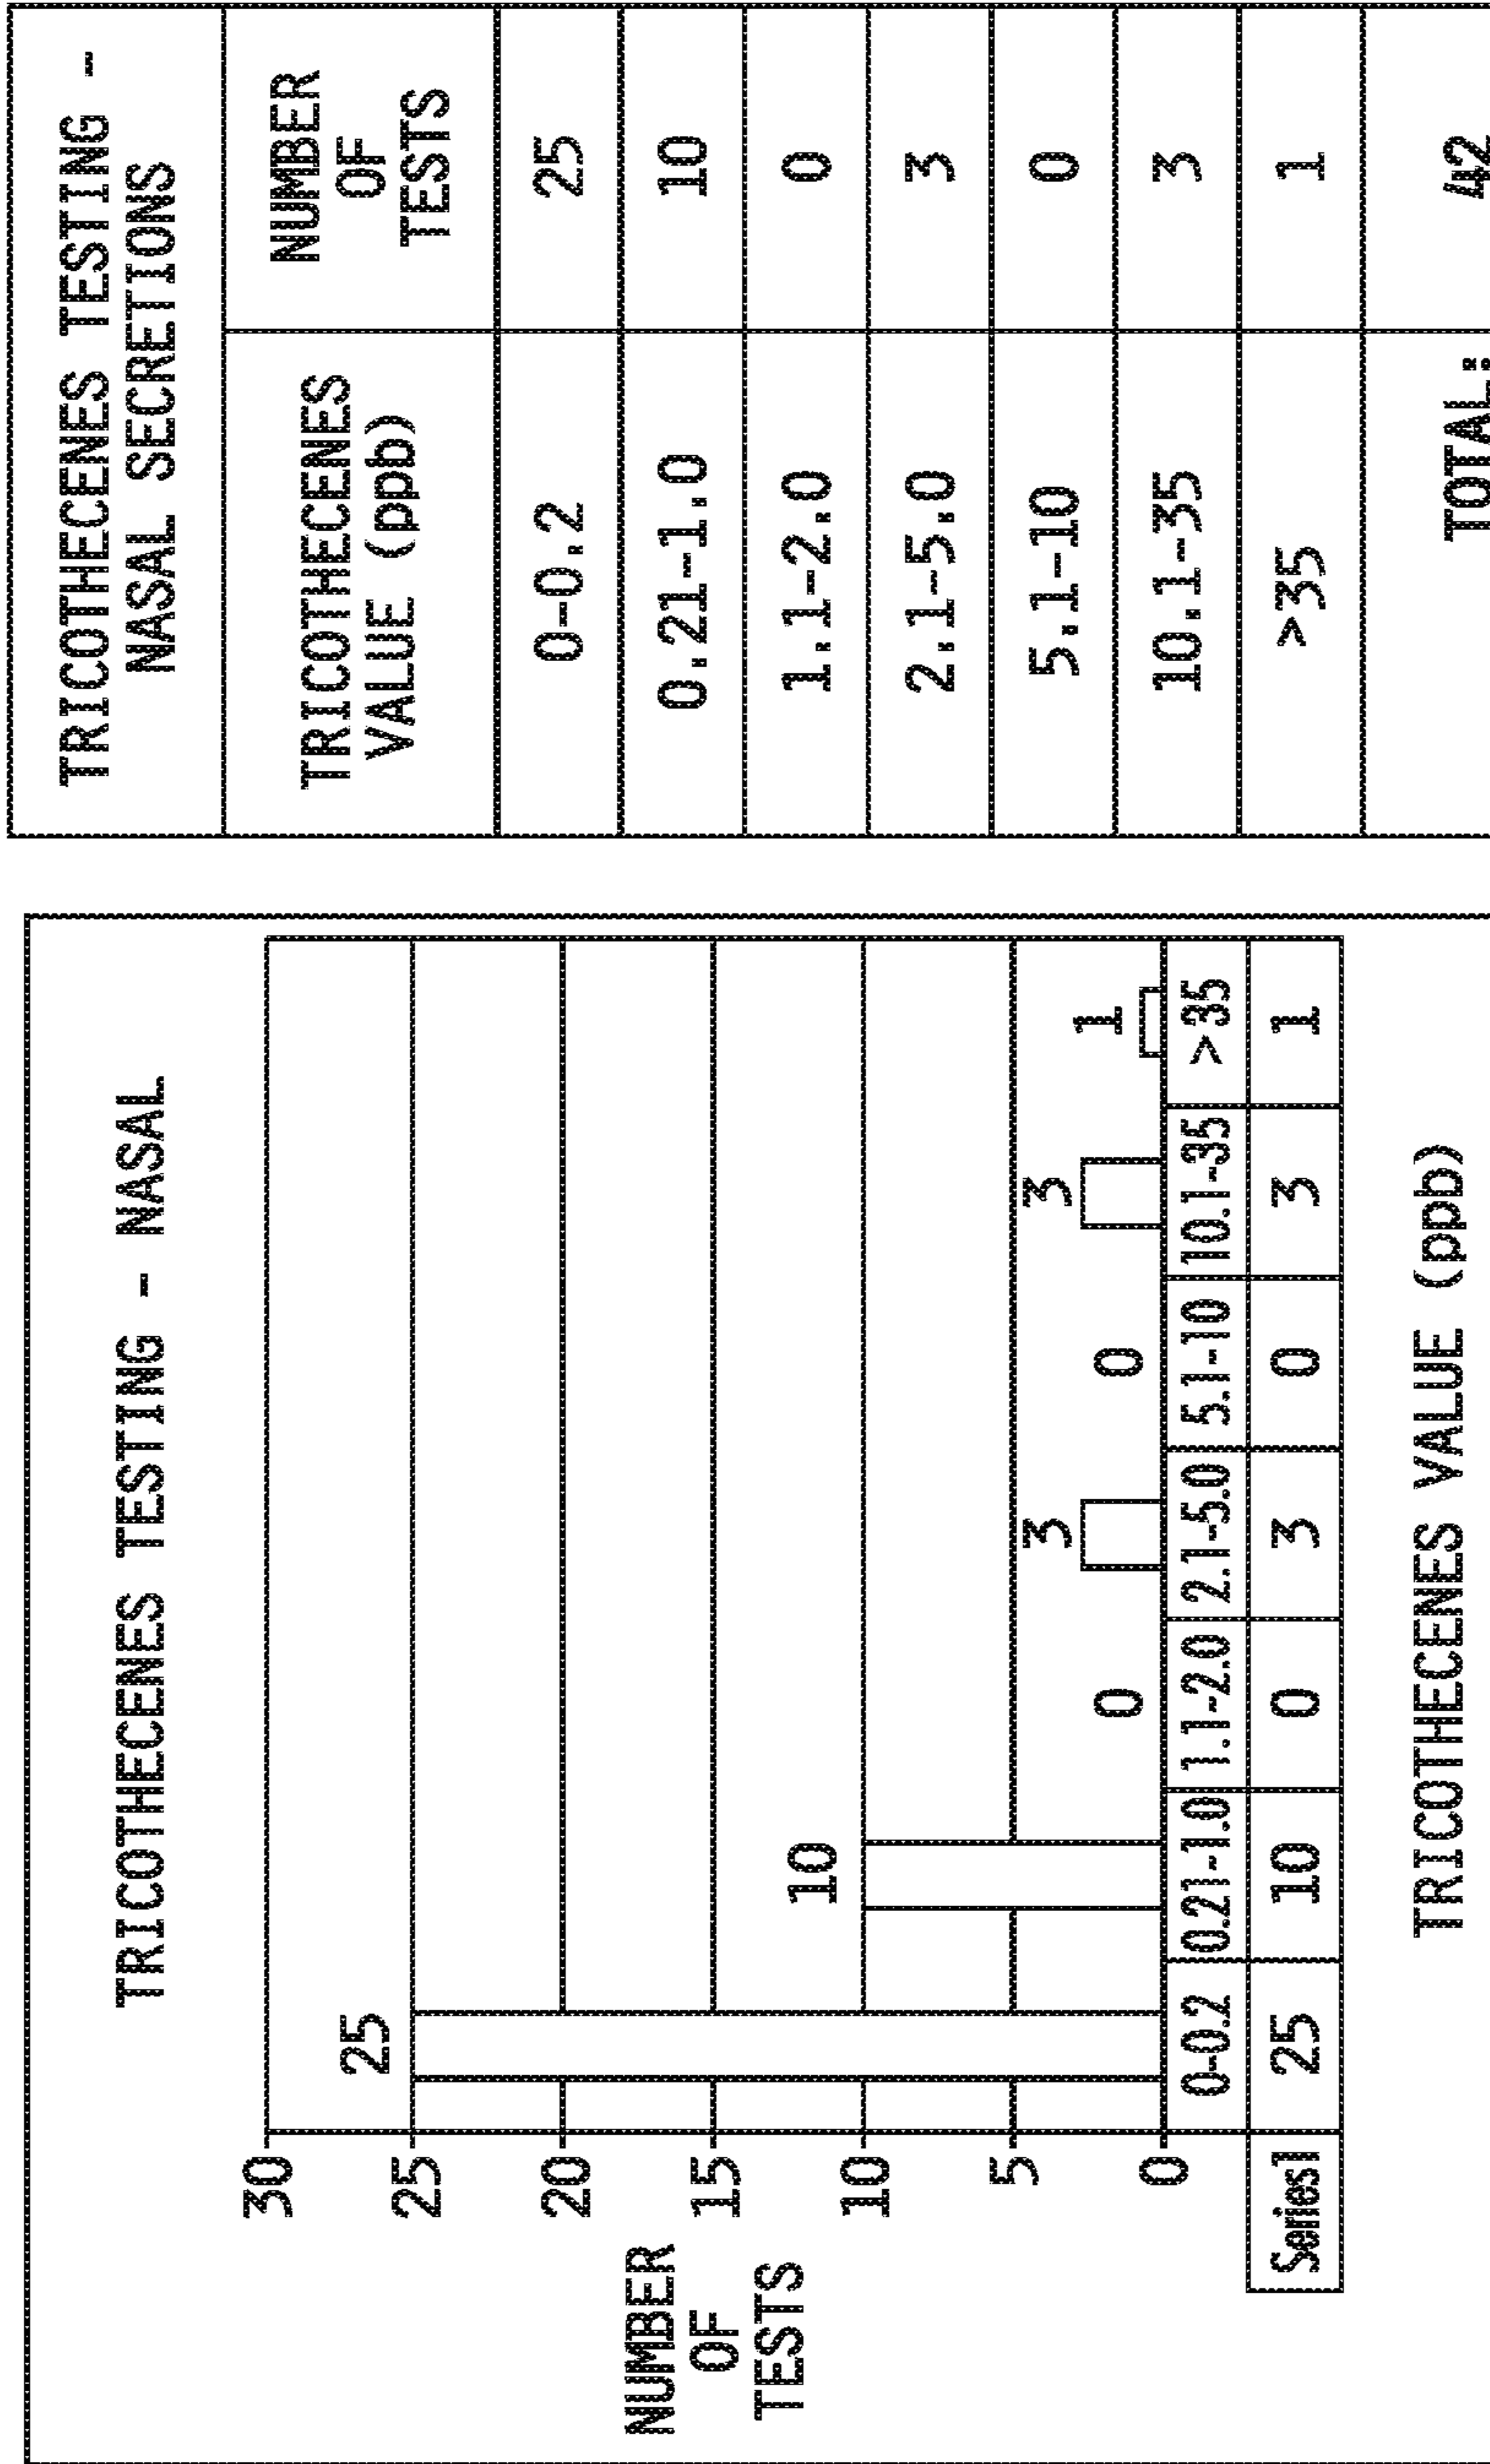 TRICOTHECENES TESTING - NASAL
30
25
20
15
10
5
0
NUMBER
OF
TESTS
25
10
0
3
0
3
1
0-0.2 0.21-1.0 1.1-2.0 2.1-5.0 5.1-10 10.1-35 >35
Series1 25 10 0 3 0 3 1
TRICOTHECENES VALUE (ppb)
TRICOTHECENES TESTING -
NASAL SECRETIONS
TRICOTHECENES
VALUE (ppb)
NUMBER
OF
TESTS
0-0.2 25
0.21-1.0 10
1.1-2.0 0
2.1-5.0 3
5.1-10 0
10.1-35 3
>35 1
TOTAL: 42